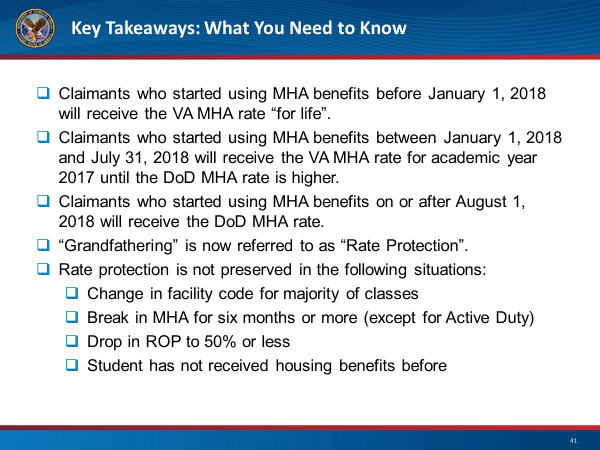 Key Takeaways: What You Need to Know
Claimants who started using MHA benefits before January 1, 2018
will receive the VA MHA rate “for life”.
Claimants who started using MHA benefits between January 1, 2018
and July 31, 2018 will receive the VA MHA rate for academic year
2017 until the DoD MHA rate is higher.
Claimants who started using MHA benefits on or after August 1,
2018 will receive the DoD MHA rate.
“Grandfathering” is now referred to as “Rate Protection”.
Rate protection is not preserved in the following situations:
Change in facility code for majority of classes
Break in MHA for six months or more (except for Active Duty)
Drop in ROP to 50% or less
Student has not received housing benefits before
41